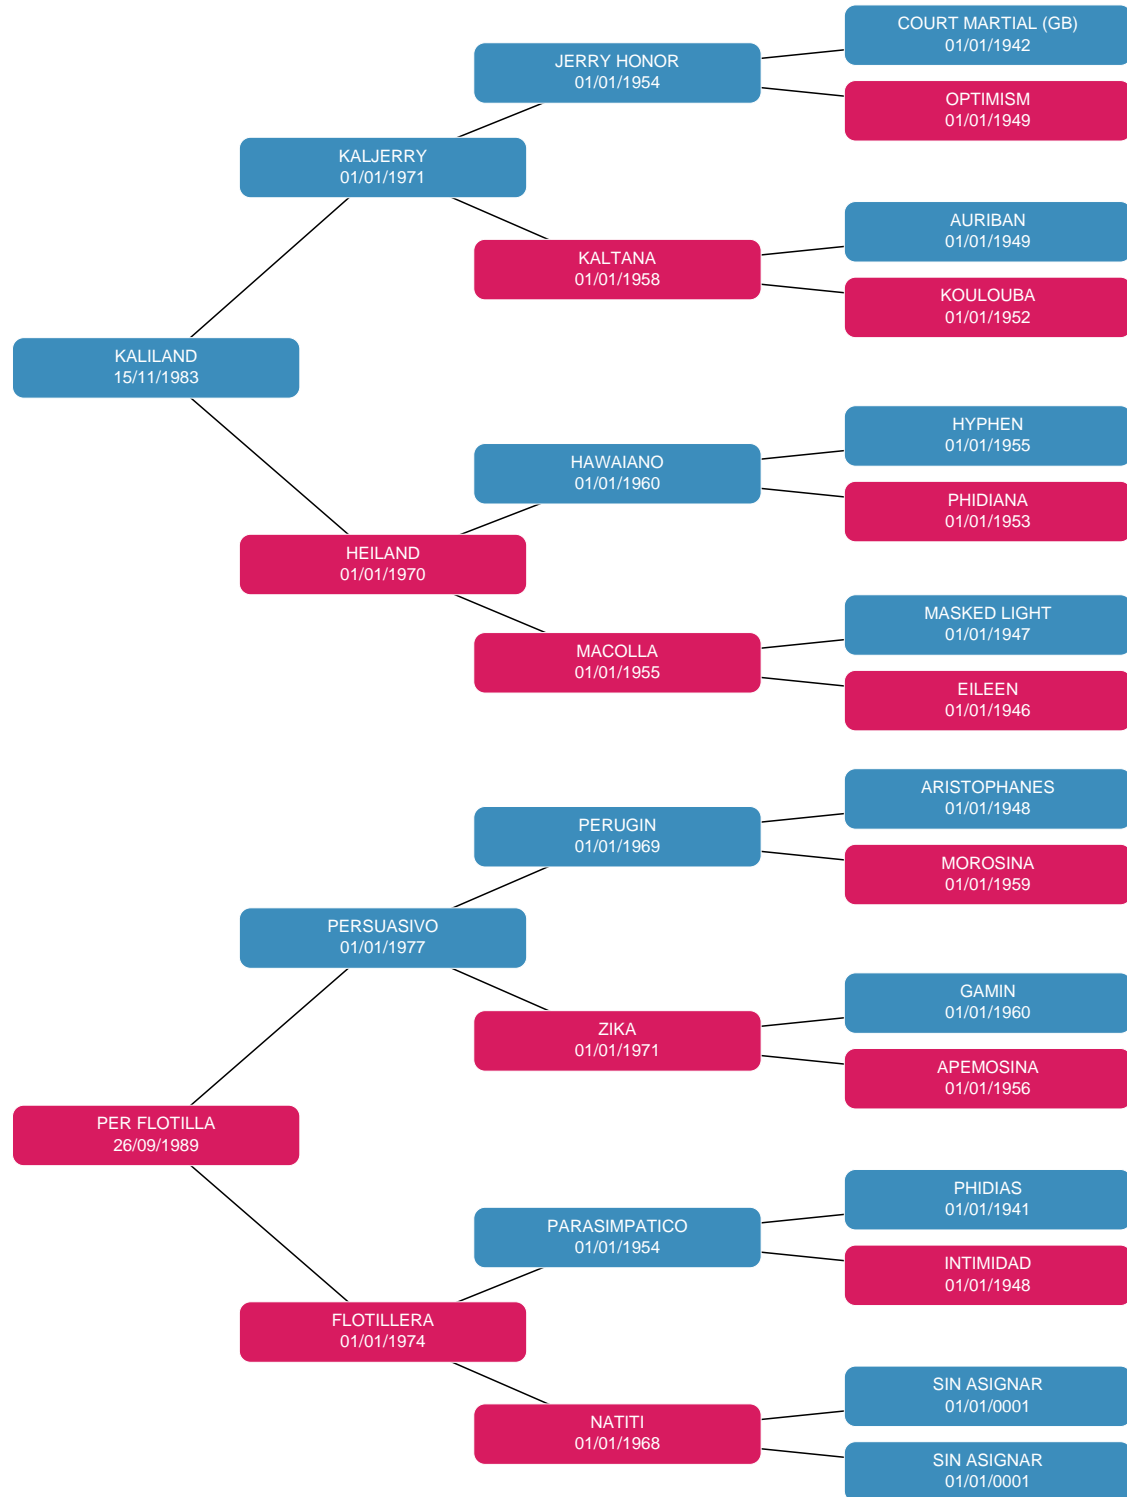 COURT MARTIAL (GB)
01/01/1942
JERRY HONOR
01/01/1954
OPTIMISM
01/01/1949
KALJERRY
01/01/1971
AURIBAN
01/01/1949
KALTANA
01/01/1958
KOULOUBA
01/01/1952
KALILAND
15/11/1983
HYPHEN
01/01/1955
HAWAIANO
01/01/1960
PHIDIANA
01/01/1953
HEILAND
01/01/1970
MASKED LIGHT
01/01/1947
MACOLLA
01/01/1955
EILEEN
01/01/1946
ARISTOPHANES
01/01/1948
PERUGIN
01/01/1969
MOROSINA
01/01/1959
PERSUASIVO
01/01/1977
GAMIN
01/01/1960
ZIKA
01/01/1971
APEMOSINA
01/01/1956
PER FLOTILLA
26/09/1989
PHIDIAS
01/01/1941
PARASIMPATICO
01/01/1954
INTIMIDAD
01/01/1948
FLOTILLERA
01/01/1974
SIN ASIGNAR
01/01/0001
NATITI
01/01/1968
SIN ASIGNAR
01/01/0001